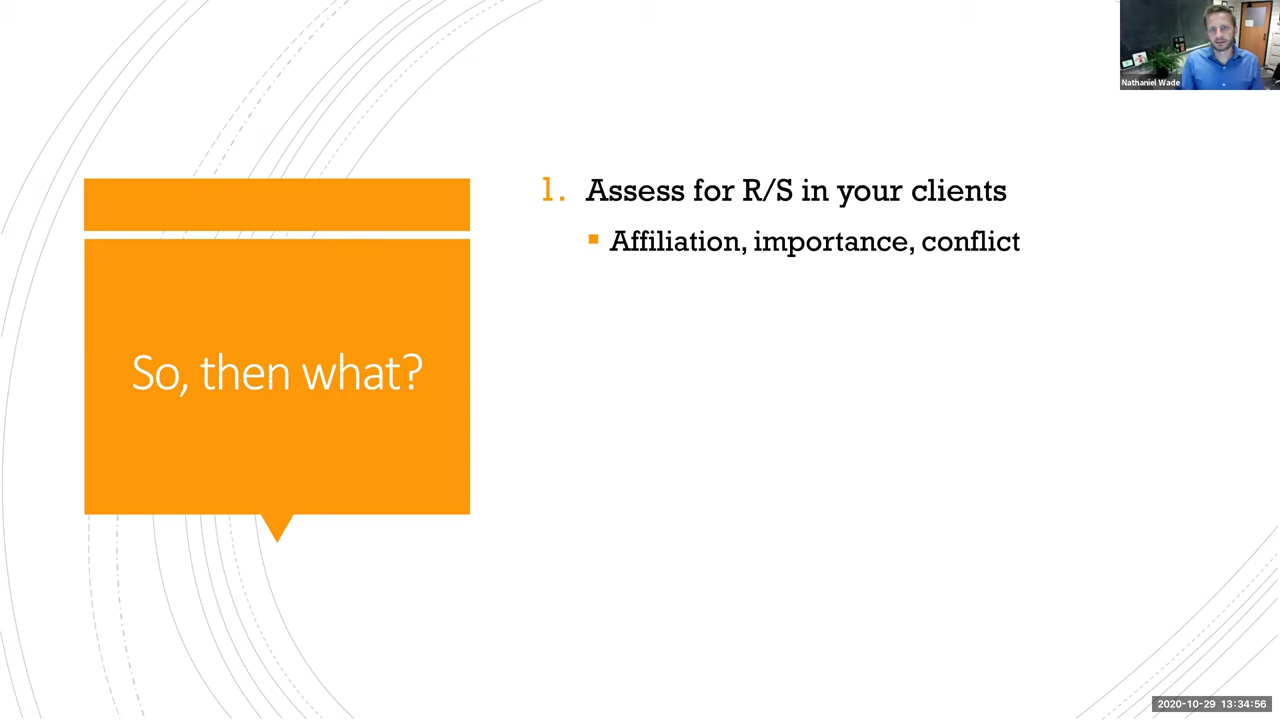 Nathaniel Wade
So, then what?
1. Assess for R/S in your clients
▪ Affiliation, importance, conflict
2020-10-29 13:34:56